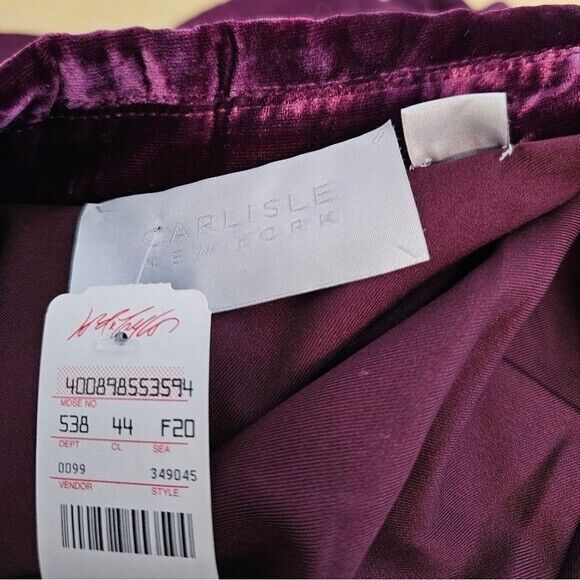 CARLISLE
NEW YORK
Lord & Taylor
400898553594
MDSE NO
538 44 F20
DEPT CL SEA
0099 349045
VENDOR STYLE